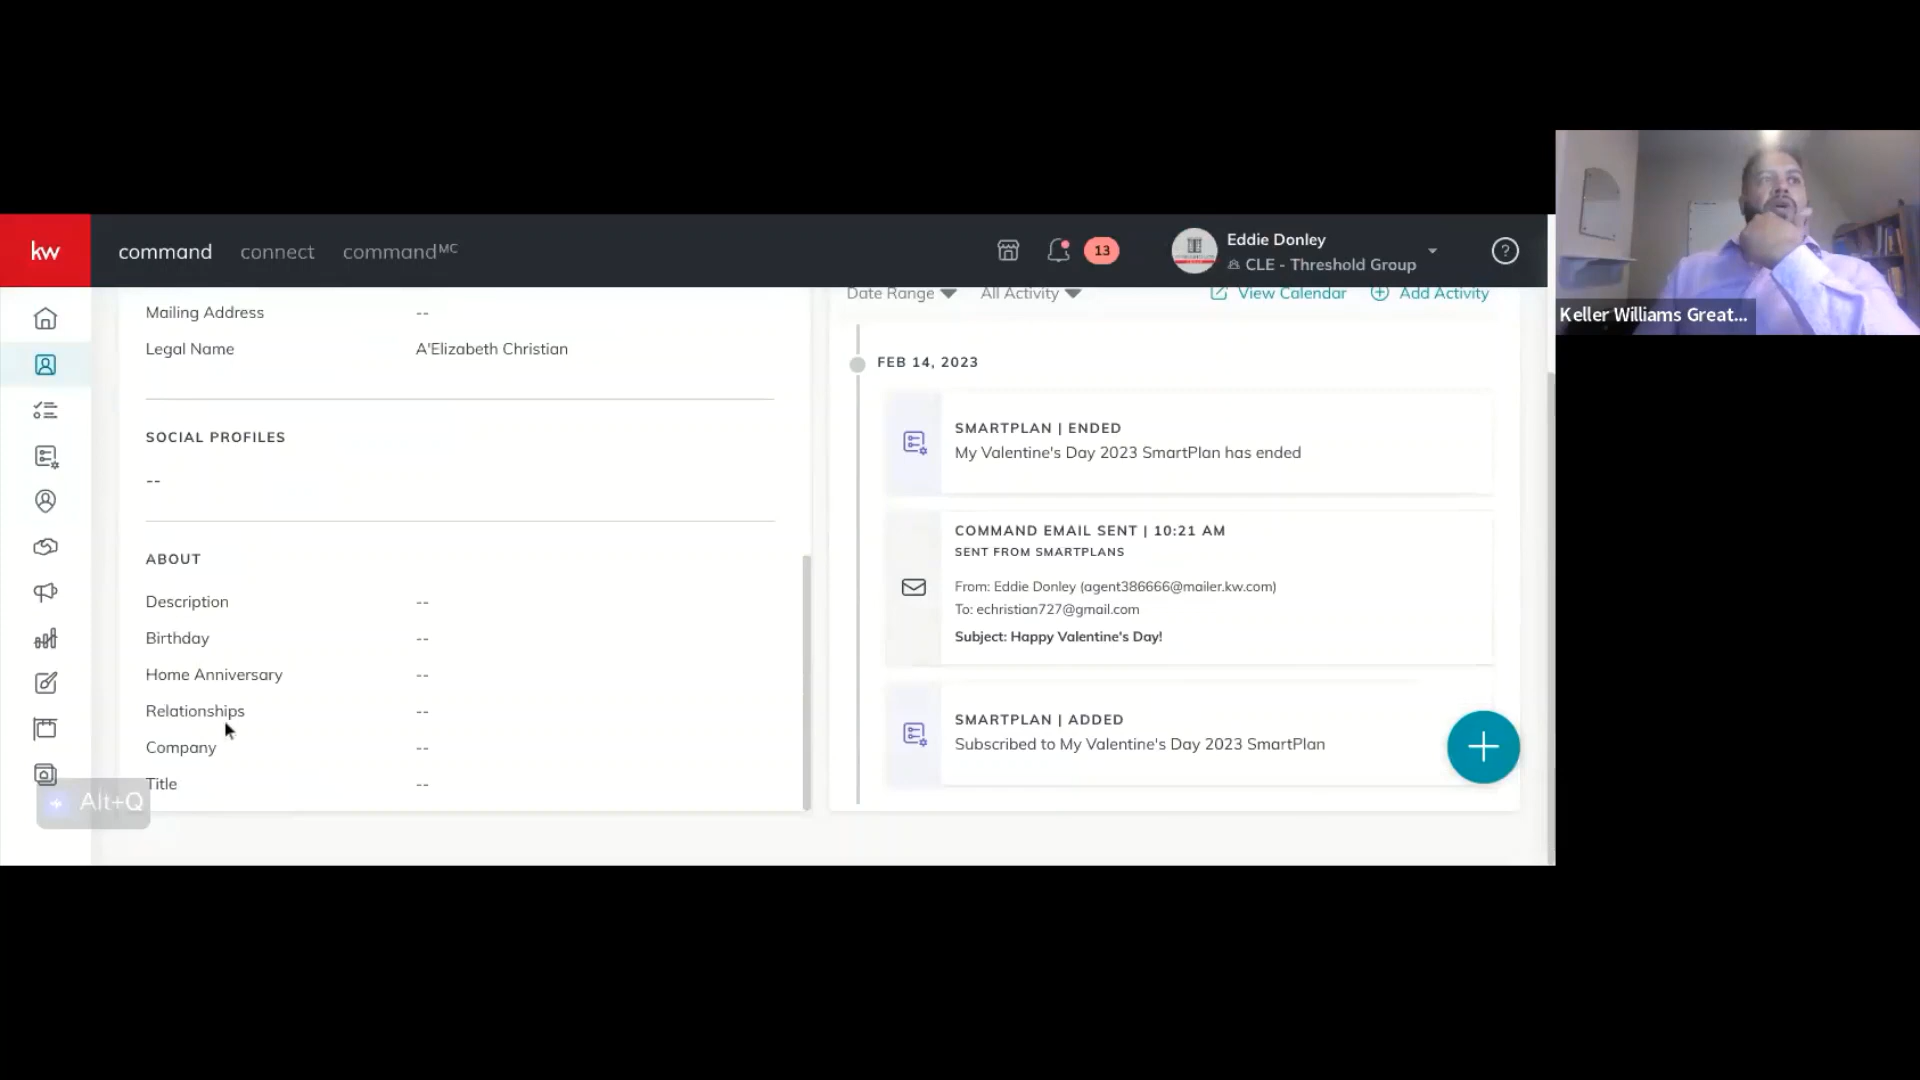 kw
command
connect
commandMC
13
Eddie Donley
CLE - Threshold Group
?
Keller Williams Great...
Mailing Address --
Legal Name A'Elizabeth Christian
SOCIAL PROFILES
--
ABOUT
Description --
Birthday --
Home Anniversary --
Relationships --
Company --
Title --
Alt+Q
Date Range
All Activity
View Calendar
Add Activity
FEB 14, 2023
SMARTPLAN | ENDED
My Valentine's Day 2023 SmartPlan has ended
COMMAND EMAIL SENT | 10:21 AM
SENT FROM SMARTPLANS
From: Eddie Donley (agent386666@mailer.kw.com)
To: echristian727@gmail.com
Subject: Happy Valentine's Day!
SMARTPLAN | ADDED
Subscribed to My Valentine's Day 2023 SmartPlan